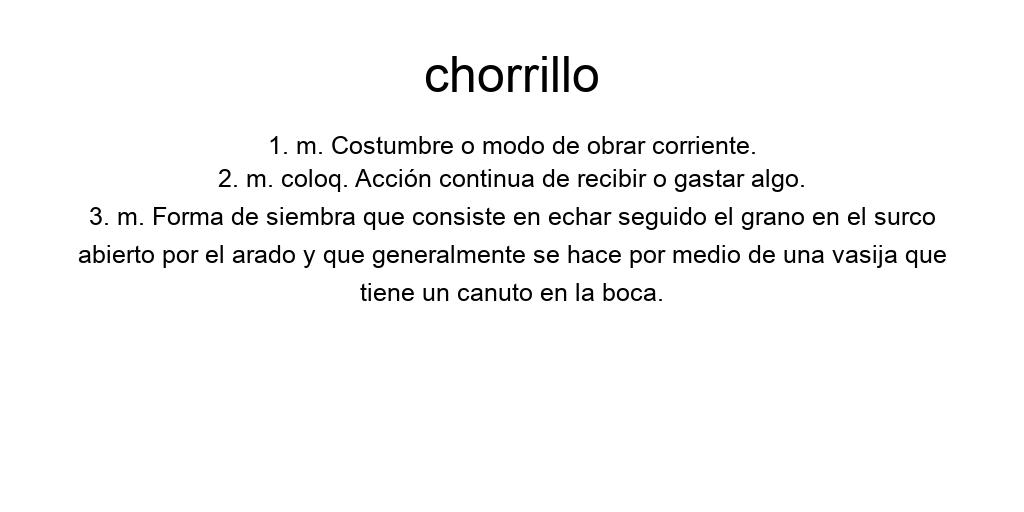 chorrillo
1. m. Costumbre o modo de obrar corriente.
2. m. coloq. Acción continua de recibir o gastar algo.
3. m. Forma de siembra que consiste en echar seguido el grano en el surco
abierto por el arado y que generalmente se hace por medio de una vasija que
tiene un canuto en la boca.